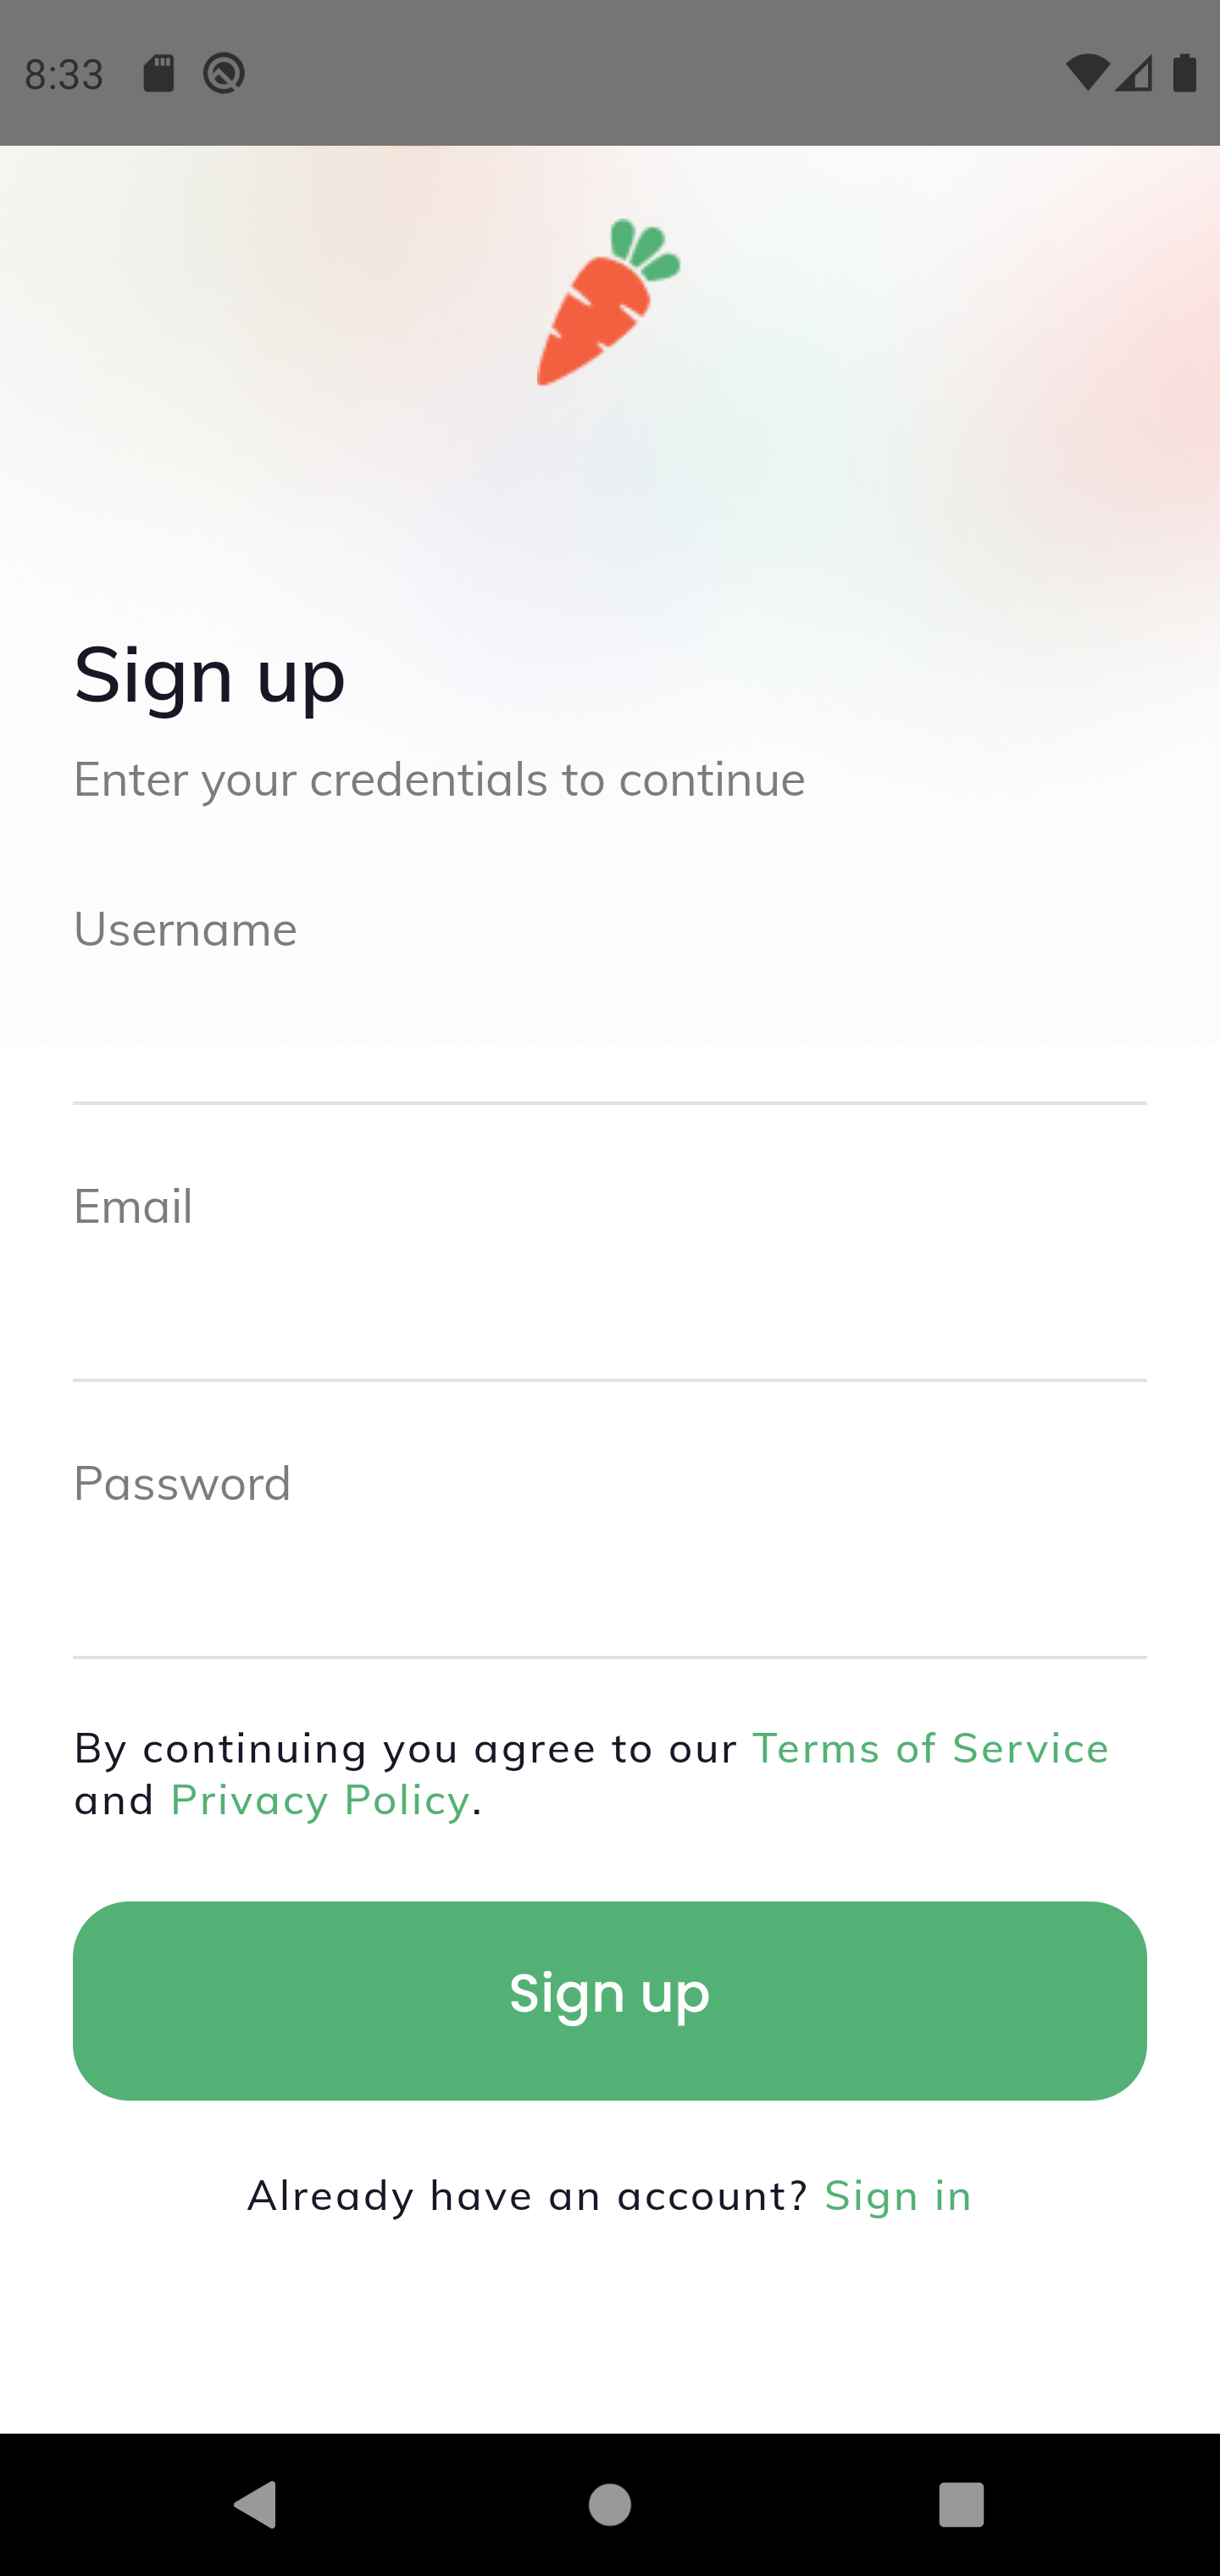 8:33
Sign up
Enter your credentials to continue
Username
Email
Password
By continuing you agree to our Terms of Service
and Privacy Policy.
Sign up
Already have an account? Sign in